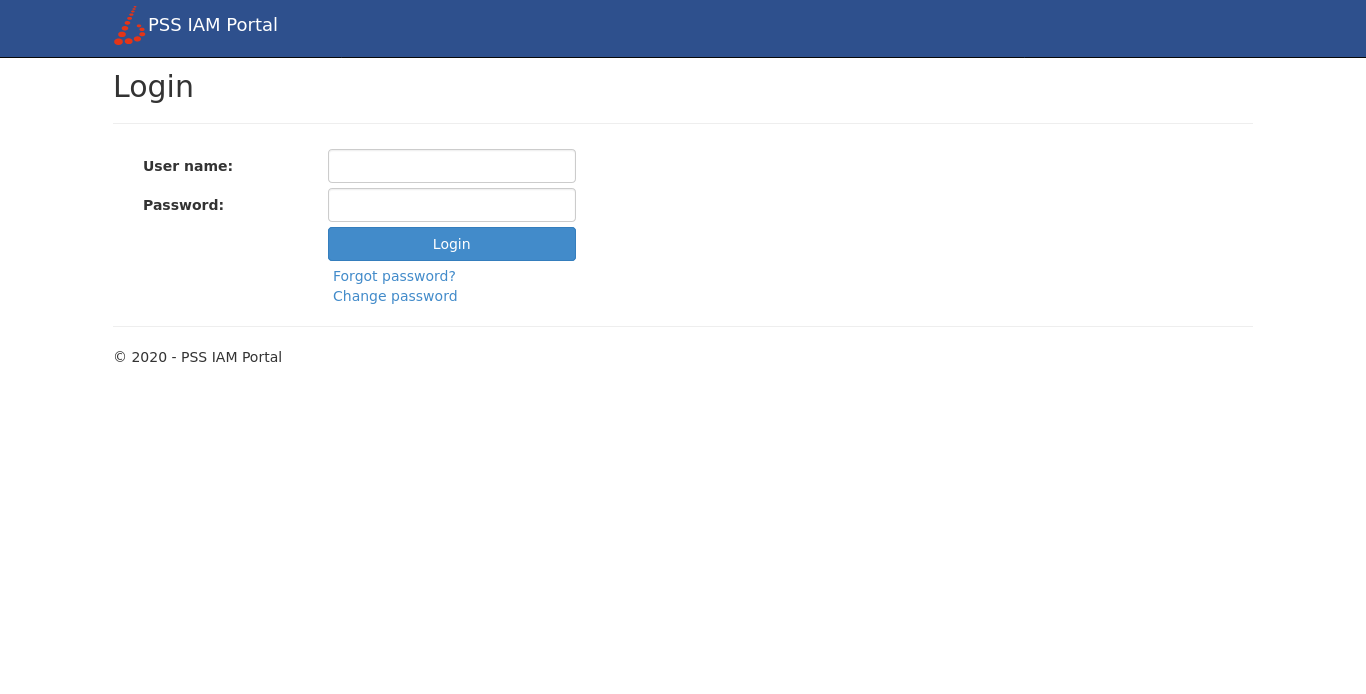 PSS IAM Portal
Login
User name:
Password:
Login
Forgot password?
Change password
© 2020 - PSS IAM Portal